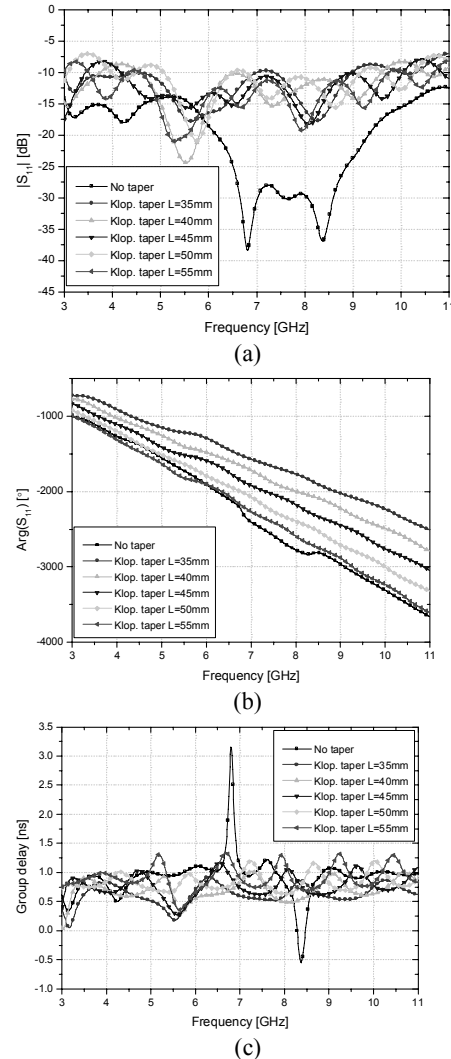 0
-5
-10
-15
-20
-25
-30
-35
-40
-45
|S11| [dB]
No taper
Klop. taper L=35mm
Klop. taper L=40mm
Klop. taper L=45mm
Klop. taper L=50mm
Klop. taper L=55mm
3 4 5 6 7 8 9 10 11
Frequency [GHz]
(a)
-1000
-2000
-3000
-4000
Arg(S11) [°]
No taper
Klop. taper L=35mm
Klop. taper L=40mm
Klop. taper L=45mm
Klop. taper L=50mm
Klop. taper L=55mm
3 4 5 6 7 8 9 10 11
Frequency [GHz]
(b)
3.5
3.0
2.5
2.0
1.5
1.0
0.5
0.0
-0.5
-1.0
Group delay [ns]
No taper
Klop. taper L=35mm
Klop. taper L=40mm
Klop. taper L=45mm
Klop. taper L=50mm
Klop. taper L=55mm
3 4 5 6 7 8 9 10 11
Frequency [GHz]
(c)